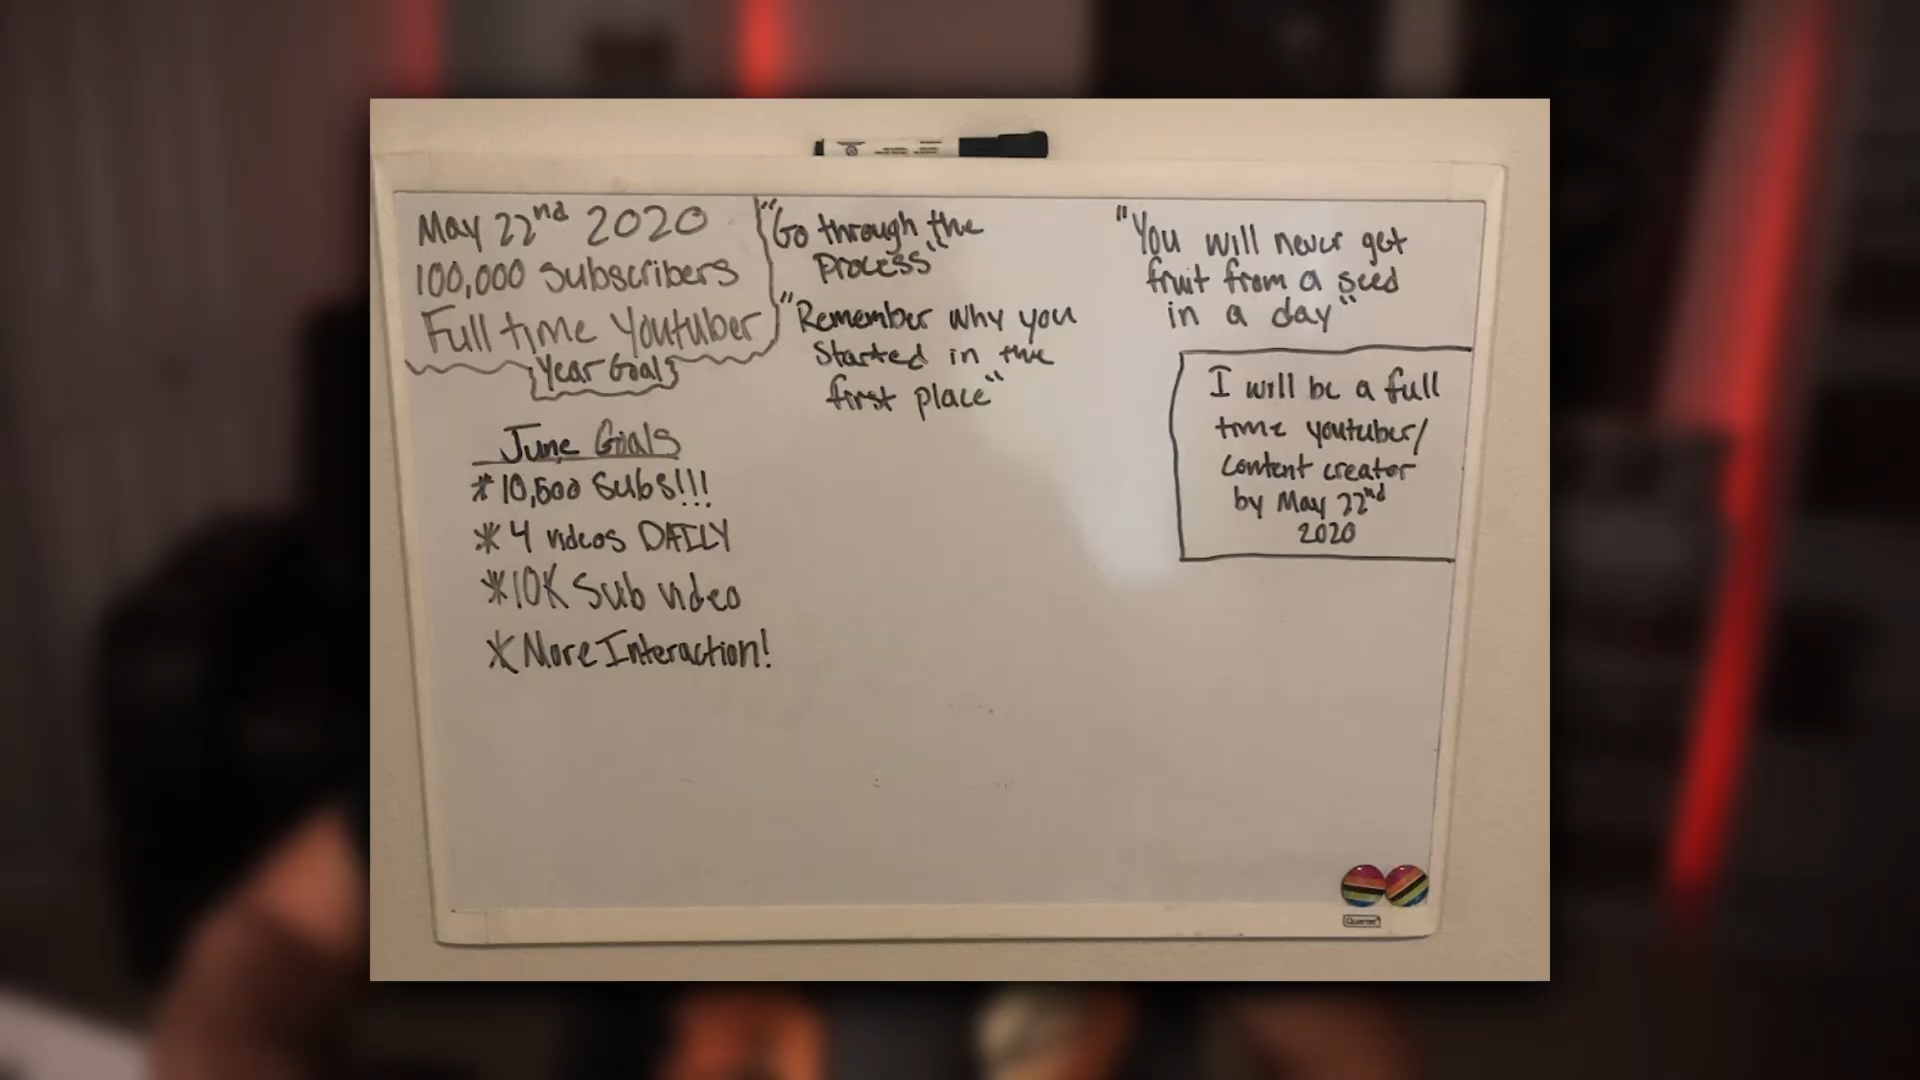 May 22nd 2020
100,000 subscribers
Full time Youtuber
Year Goals
June Goals
* 10,500 Subs!!!
* 4 videos DAILY
* 10K Sub video
* More Interaction!
"Go through the
process"
"Remember why you
started in the
first place"
"You will never get
fruit from a seed
in a day"
I will be a full
time youtuber/
content creator
by May 22nd
2020
Quartet